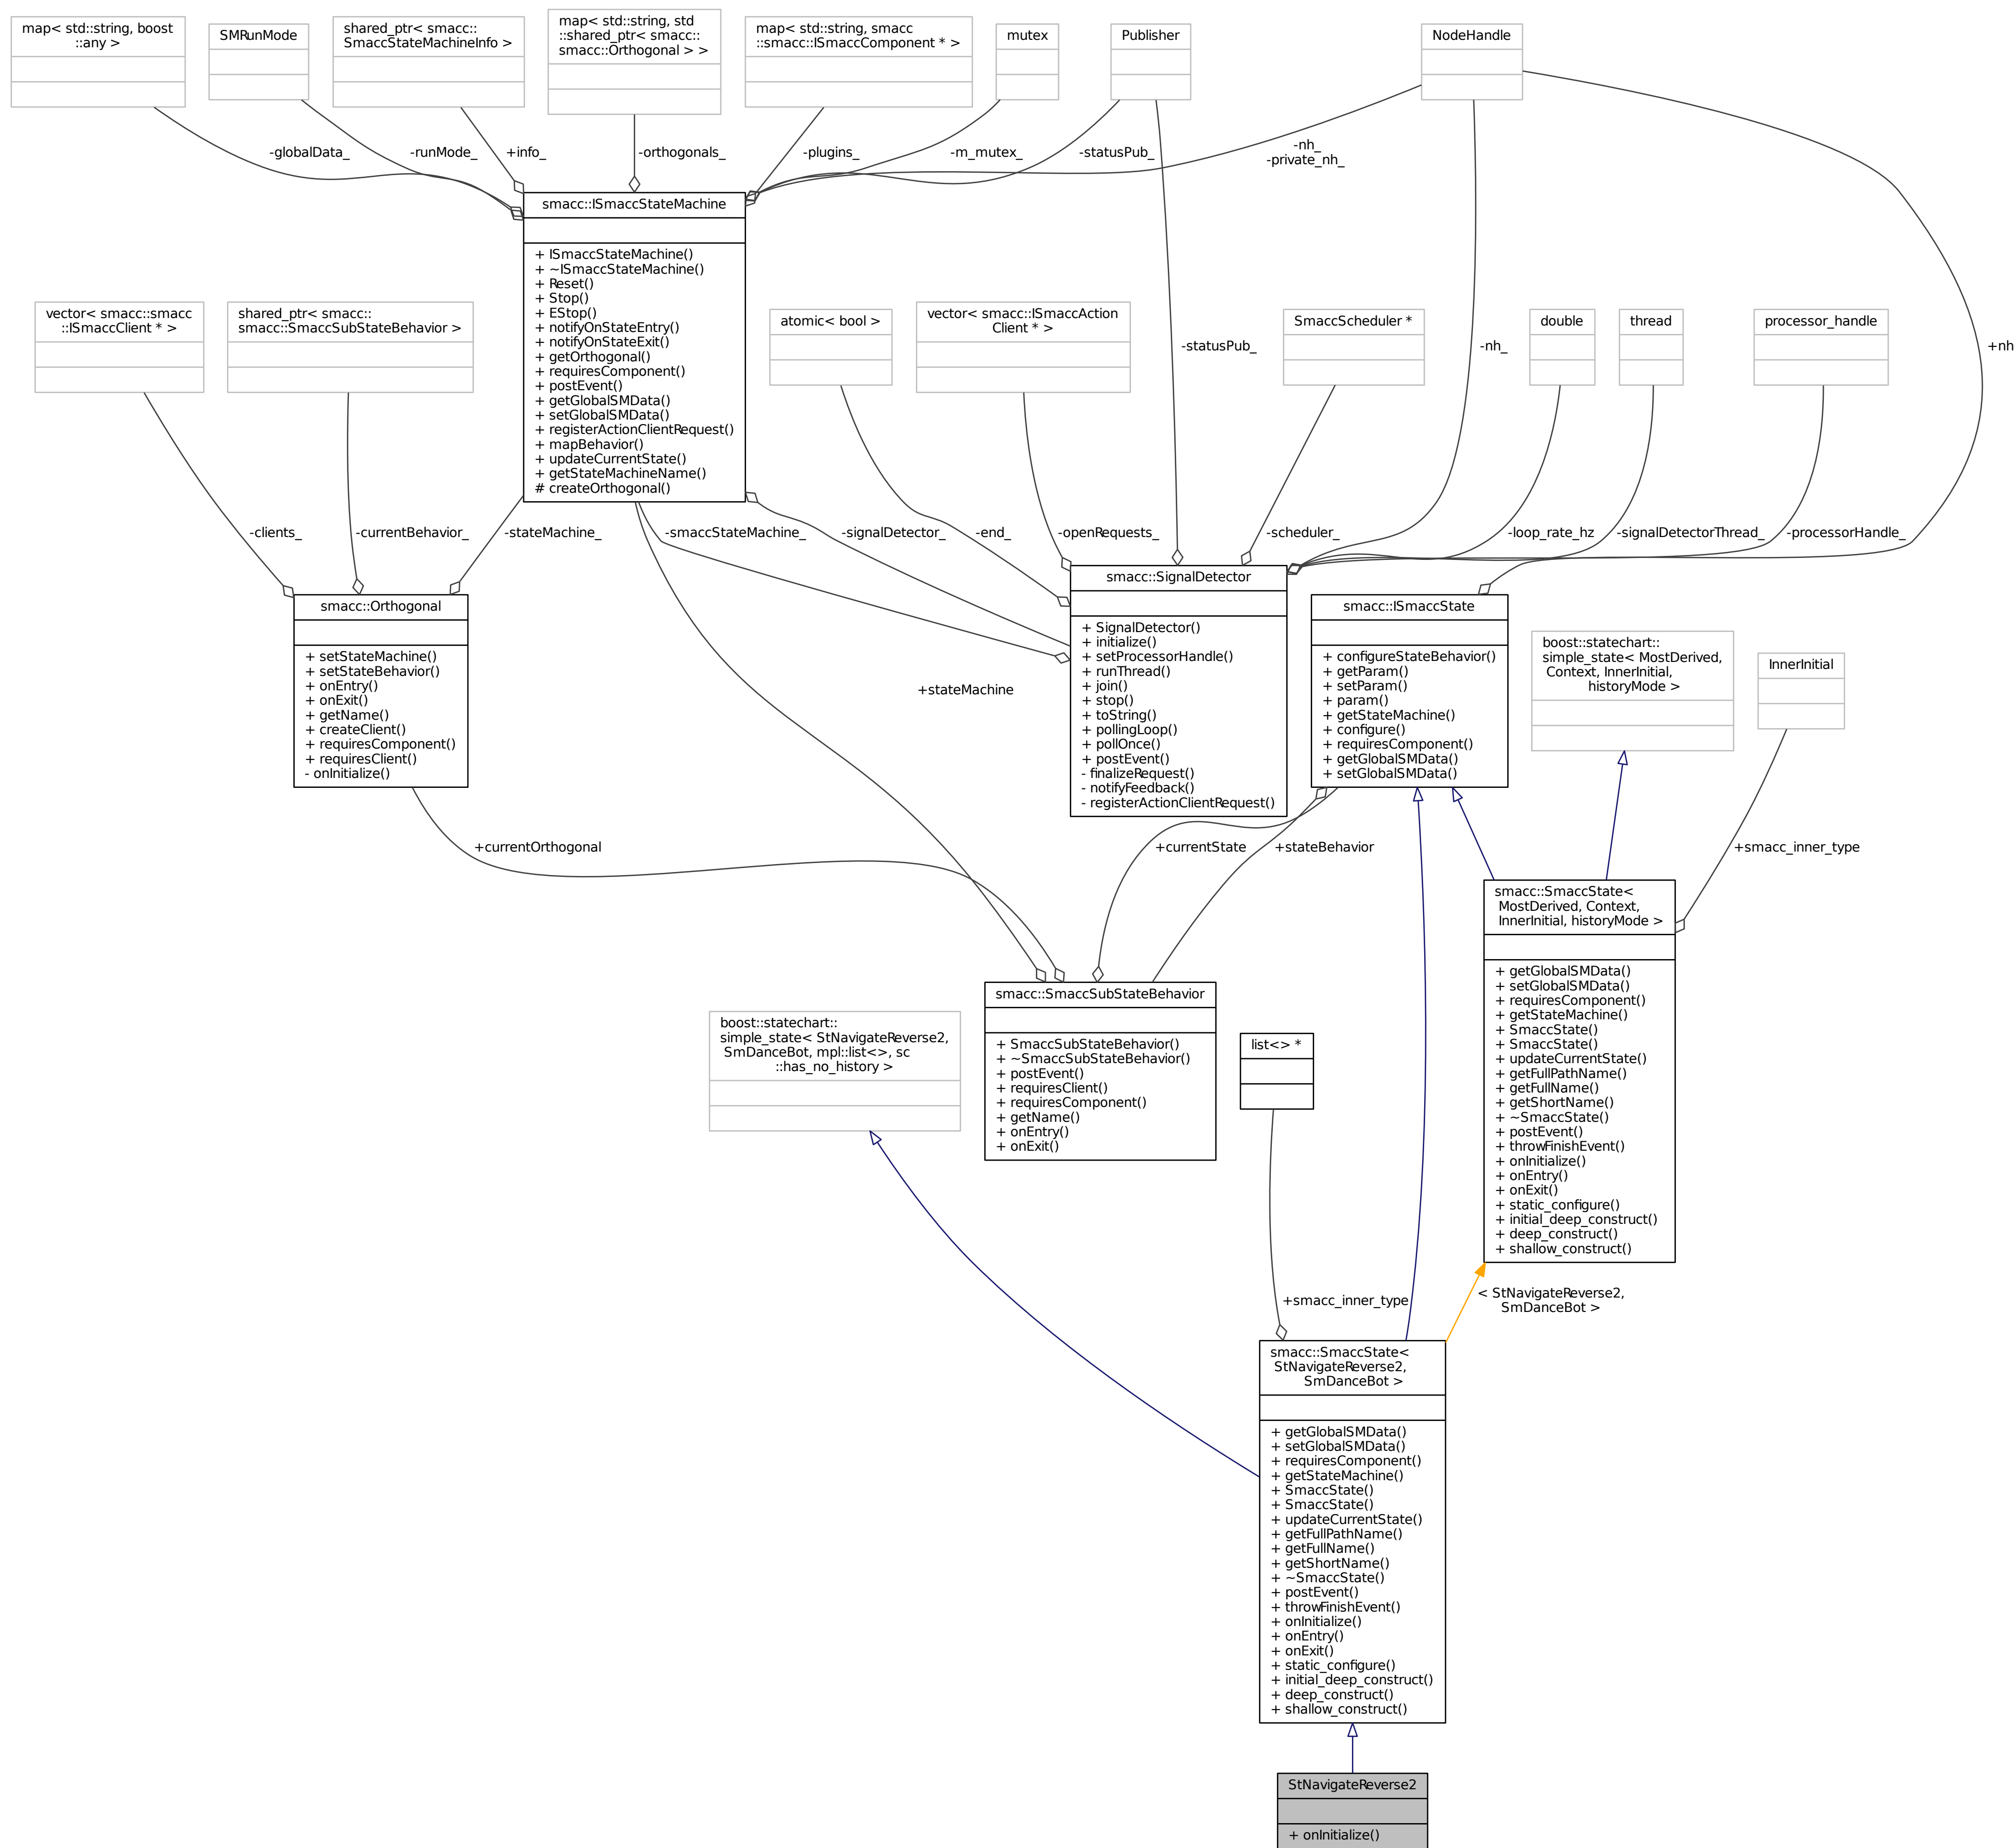 map< std::string, boost
::any >
SMRunMode
shared_ptr< smacc::
SmaccStateMachineInfo >
map< std::string, std
::shared_ptr< smacc::
smacc::Orthogonal > >
map< std::string, smacc
::smacc::ISmaccComponent * >
mutex
Publisher
NodeHandle
-globalData_
-runMode_
+info_
-orthogonals_
-plugins_
-m_mutex_
-statusPub_
-nh_
-private_nh_
smacc::ISmaccStateMachine
+ ISmaccStateMachine()
+ ~ISmaccStateMachine()
+ Reset()
+ Stop()
+ EStop()
+ notifyOnStateEntry()
+ notifyOnStateExit()
+ getOrthogonal()
+ requiresComponent()
+ postEvent()
+ getGlobalSMData()
+ setGlobalSMData()
+ registerActionClientRequest()
+ mapBehavior()
+ updateCurrentState()
+ getStateMachineName()
# createOrthogonal()
vector< smacc::smacc
::ISmaccClient * >
shared_ptr< smacc::
smacc::SmaccSubStateBehavior >
atomic< bool >
vector< smacc::ISmaccAction
Client * >
SmaccScheduler *
double
thread
processor_handle
-statusPub_
-nh_
+nh
-clients_
-currentBehavior_
-stateMachine_
-smaccStateMachine_
-signalDetector_
-end_
-openRequests_
-scheduler_
-loop_rate_hz
-signalDetectorThread_
-processorHandle_
smacc::Orthogonal
+ setStateMachine()
+ setStateBehavior()
+ onEntry()
+ onExit()
+ getName()
+ createClient()
+ requiresComponent()
+ requiresClient()
- onInitialize()
smacc::SignalDetector
+ SignalDetector()
+ initialize()
+ setProcessorHandle()
+ runThread()
+ join()
+ stop()
+ toString()
+ pollingLoop()
+ pollOnce()
+ postEvent()
- finalizeRequest()
- notifyFeedback()
- registerActionClientRequest()
smacc::ISmaccState
+ configureStateBehavior()
+ getParam()
+ setParam()
+ param()
+ getStateMachine()
+ configure()
+ requiresComponent()
+ getGlobalSMData()
+ setGlobalSMData()
boost::statechart::
simple_state< MostDerived,
Context, InnerInitial,
historyMode >
InnerInitial
+stateMachine
+currentOrthogonal
+currentState
+stateBehavior
+smacc_inner_type
smacc::SmaccState<
MostDerived, Context,
InnerInitial, historyMode >
+ getGlobalSMData()
+ setGlobalSMData()
+ requiresComponent()
+ getStateMachine()
+ SmaccState()
+ SmaccState()
+ updateCurrentState()
+ getFullPathName()
+ getFullName()
+ getShortName()
+ ~SmaccState()
+ postEvent()
+ throwFinishEvent()
+ onInitialize()
+ onEntry()
+ onExit()
+ static_configure()
+ initial_deep_construct()
+ deep_construct()
+ shallow_construct()
boost::statechart::
simple_state< StNavigateReverse2,
SmDanceBot, mpl::list<>, sc
::has_no_history >
smacc::SmaccSubStateBehavior
+ SmaccSubStateBehavior()
+ ~SmaccSubStateBehavior()
+ postEvent()
+ requiresClient()
+ requiresComponent()
+ getName()
+ onEntry()
+ onExit()
list<> *
+smacc_inner_type
< StNavigateReverse2,
SmDanceBot >
smacc::SmaccState<
StNavigateReverse2,
SmDanceBot >
+ getGlobalSMData()
+ setGlobalSMData()
+ requiresComponent()
+ getStateMachine()
+ SmaccState()
+ SmaccState()
+ updateCurrentState()
+ getFullPathName()
+ getFullName()
+ getShortName()
+ ~SmaccState()
+ postEvent()
+ throwFinishEvent()
+ onInitialize()
+ onEntry()
+ onExit()
+ static_configure()
+ initial_deep_construct()
+ deep_construct()
+ shallow_construct()
StNavigateReverse2
+ onInitialize()